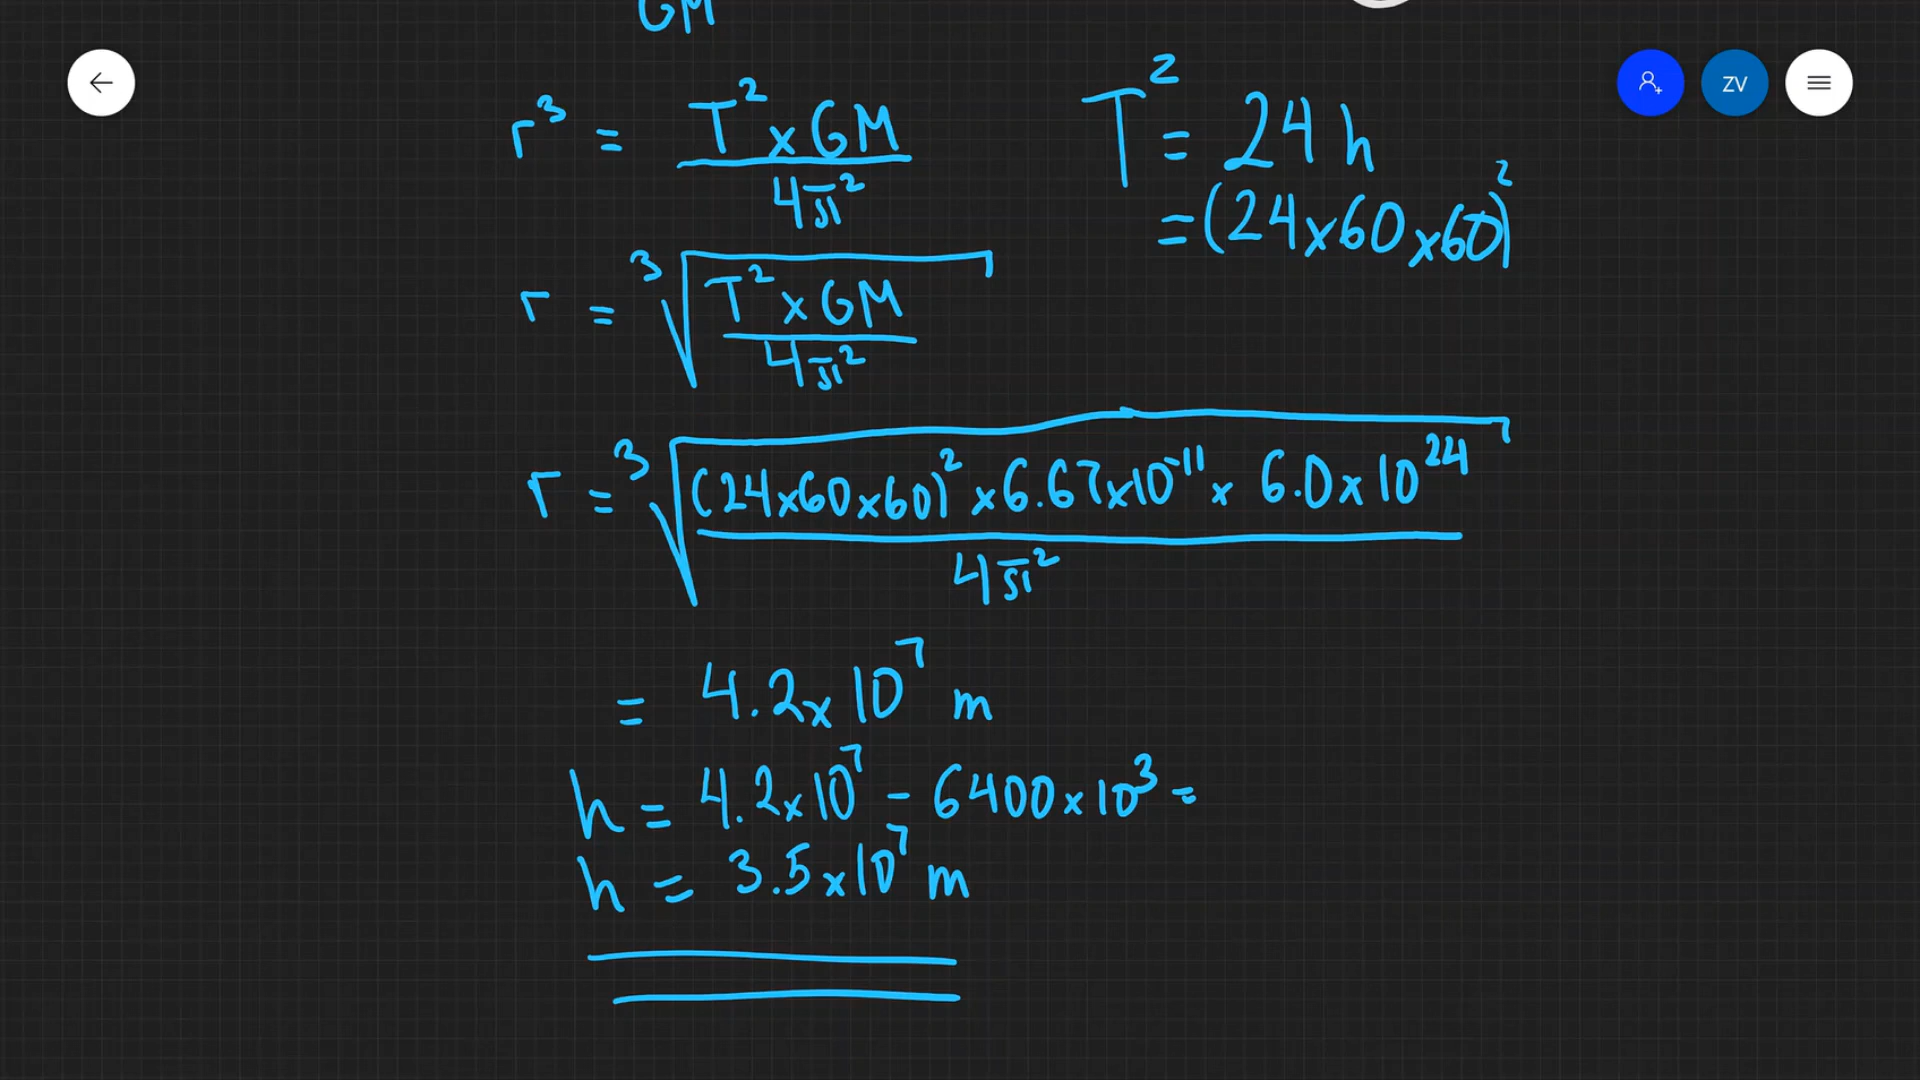 GM
r³ = T² x GM / 4π²
T² = 24 h
= (24x60x60)²
r = ³√(T² x GM / 4π²)
r = ³√((24x60x60)² x 6.67x10⁻¹¹ x 6.0x10²⁴ / 4π²)
= 4.2x10⁷ m
h = 4.2x10⁷ - 6400x10³ =
h = 3.5x10⁷ m
ZV